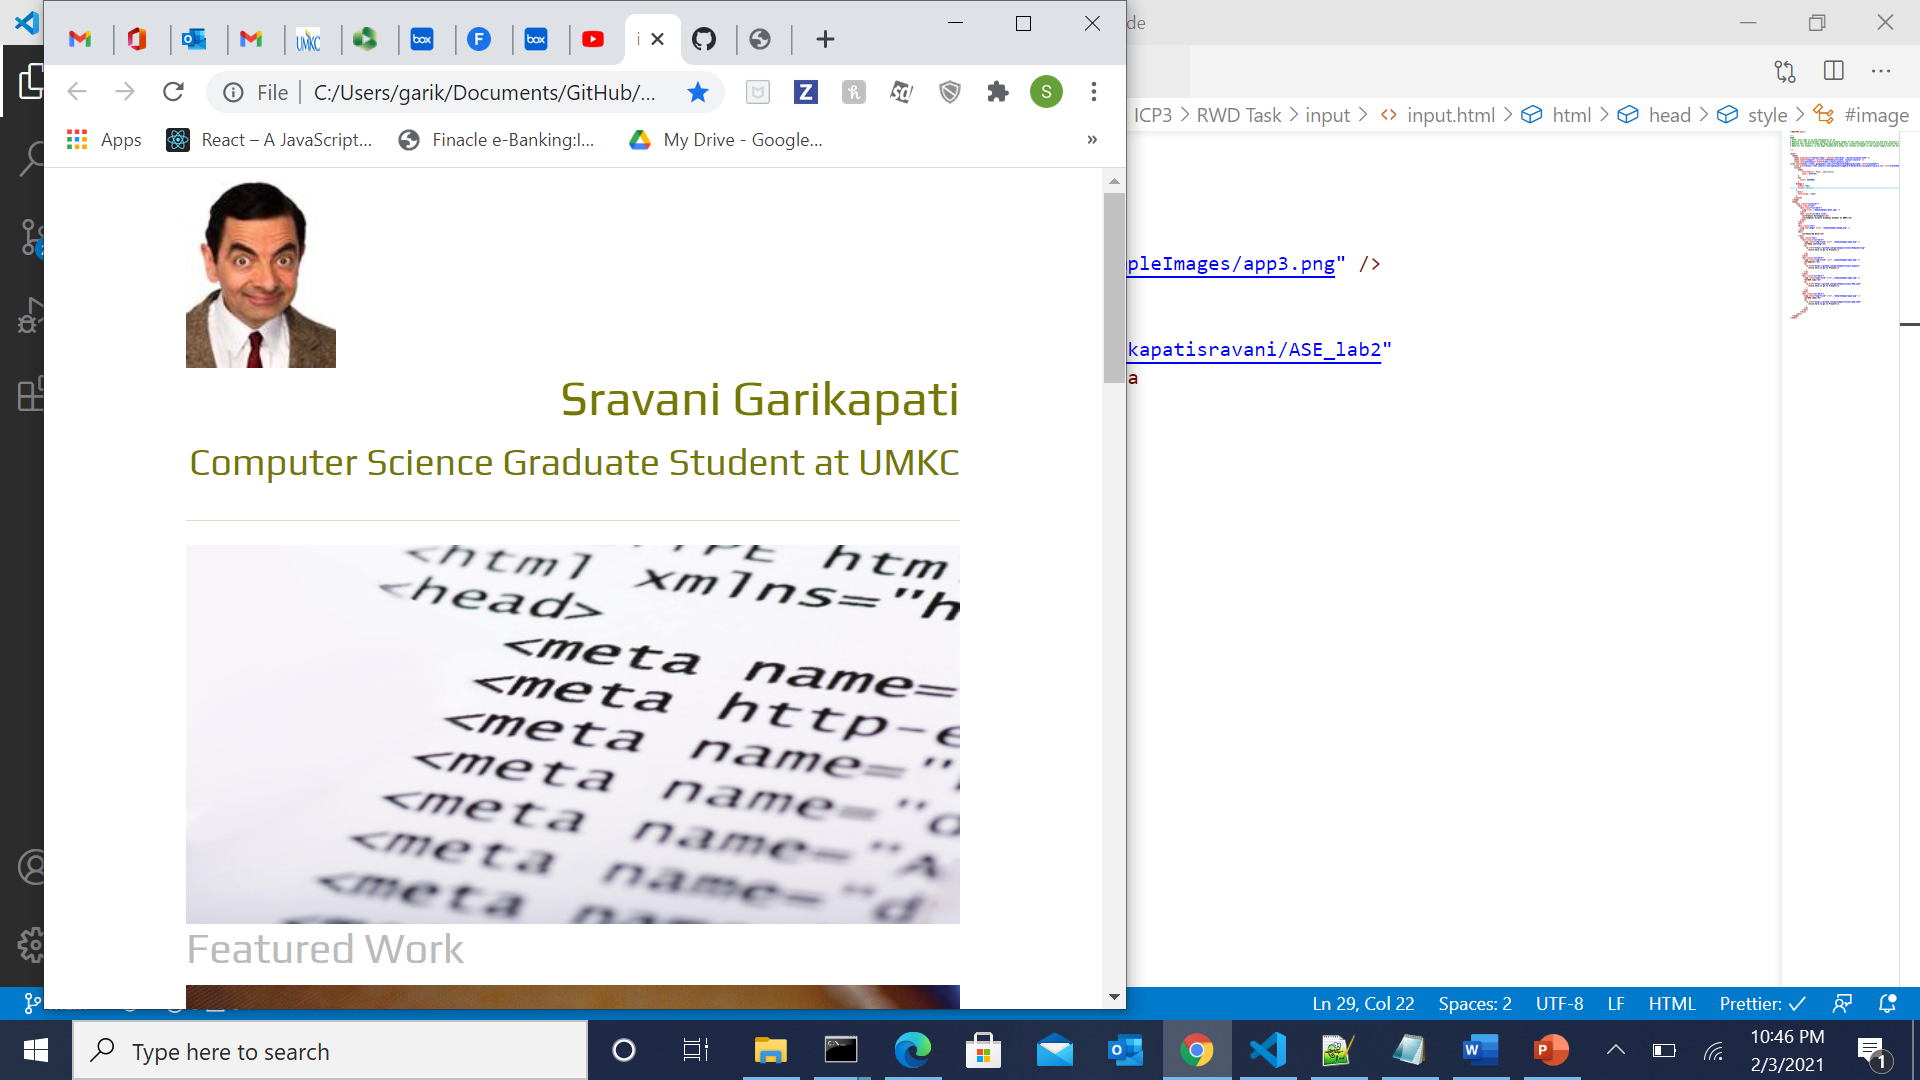 de
File
C:/Users/garik/Documents/GitHub/...
S
Apps
React – A JavaScript...
Finacle e-Banking:I...
My Drive - Google...
»
ICP3 > RWD Task > input > input.html > html > head > style > #image
Sravani Garikapati
Computer Science Graduate Student at UMKC
pleImages/app3.png" />
kapatisravani/ASE_lab2"
a
<html
xmlns="h
<head>
<meta name=
<meta http-e
<meta name="
<meta name="d
<meta name="A
<meta name="d
Featured Work
Ln 29, Col 22
Spaces: 2
UTF-8
LF
HTML
Prettier: ✓
Type here to search
10:46 PM
2/3/2021
1